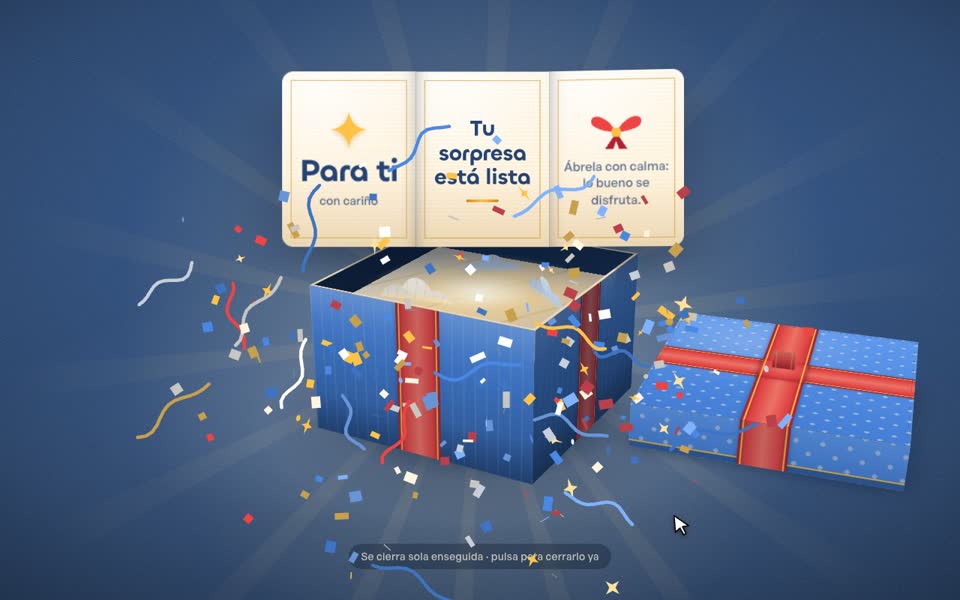 Para ti
con cariño
Tu
sorpresa
está lista
Ábrela con calma:
lo bueno se
disfruta.
Se cierra sola enseguida · pulsa para cerrarlo ya